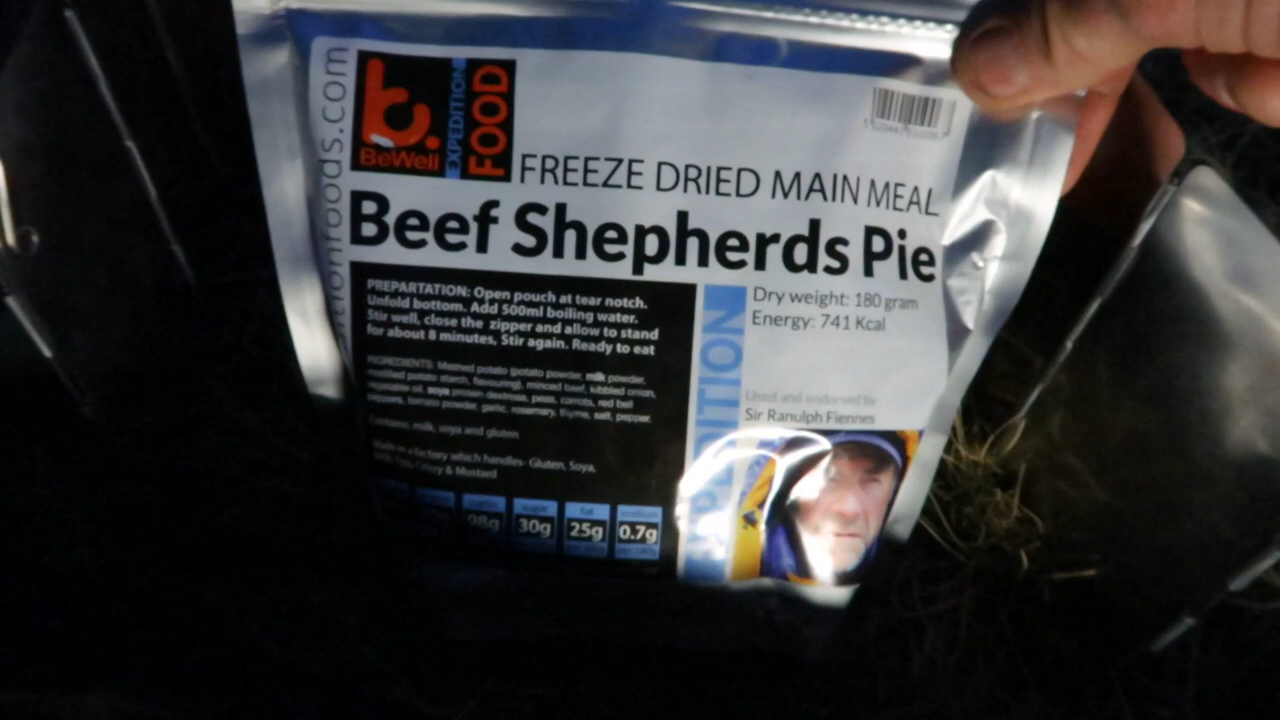 BeWell
EXPEDITION
FOOD
FREEZE DRIED MAIN MEAL
Beef Shepherds Pie
PREPARTATION: Open pouch at tear notch.
Unfold bottom. Add 500ml boiling water.
Stir well, close the zipper and allow to stand
for about 8 minutes, Stir again. Ready to eat
INGREDIENTS: Mashed potato (potato powder, milk powder,
modified potato starch, flavouring), minced beef, kibbled onion,
vegetable oil, soya protein dextrose, peas, carrots, red bell
peppers, tomato powder, garlic, rosemary, thyme, salt, pepper.
Contains: milk, soya and gluten
Made in a factory which handles- Gluten, Soya,
Celery & Mustard
carbs sugar fat sodium
98g 30g 25g 0.7g
Dry weight: 180 gram
Energy: 741 Kcal
Used and endorsed by
Sir Ranulph Fiennes
EXPEDITION
itionfoods.com